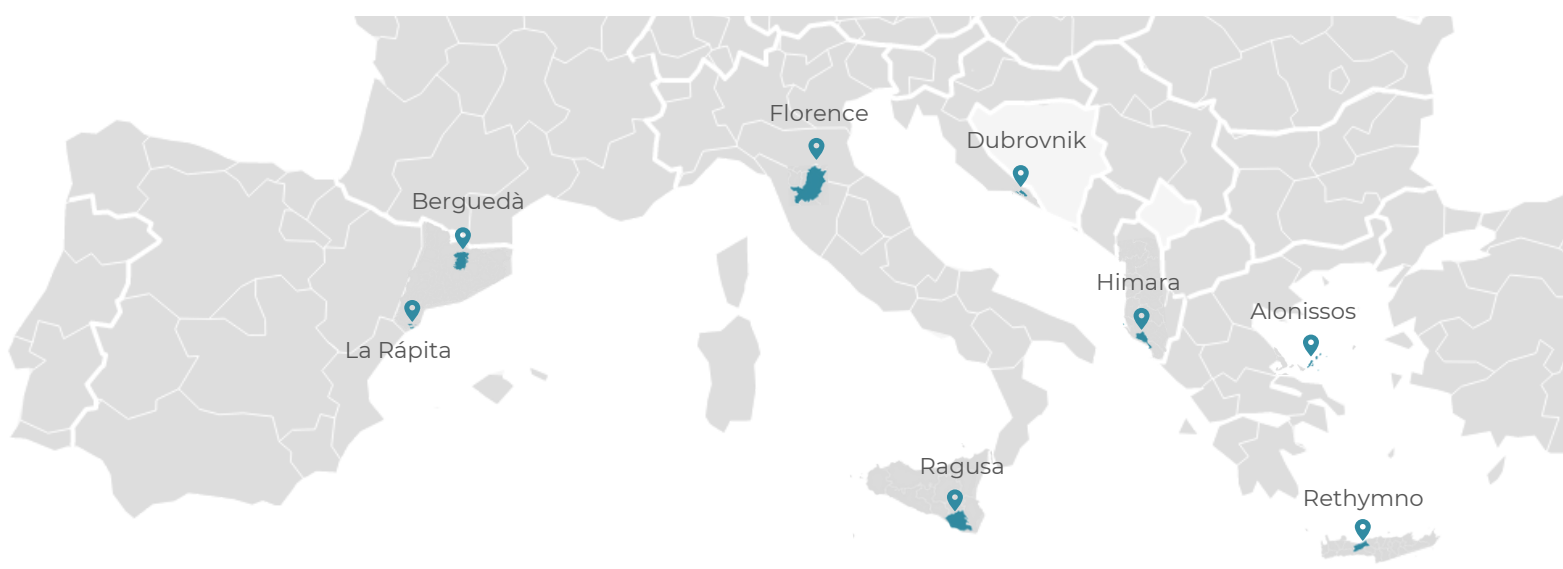 Florence
Dubrovnik
Berguedà
Himara
Alonissos
La Rápita
Ragusa
Rethymno